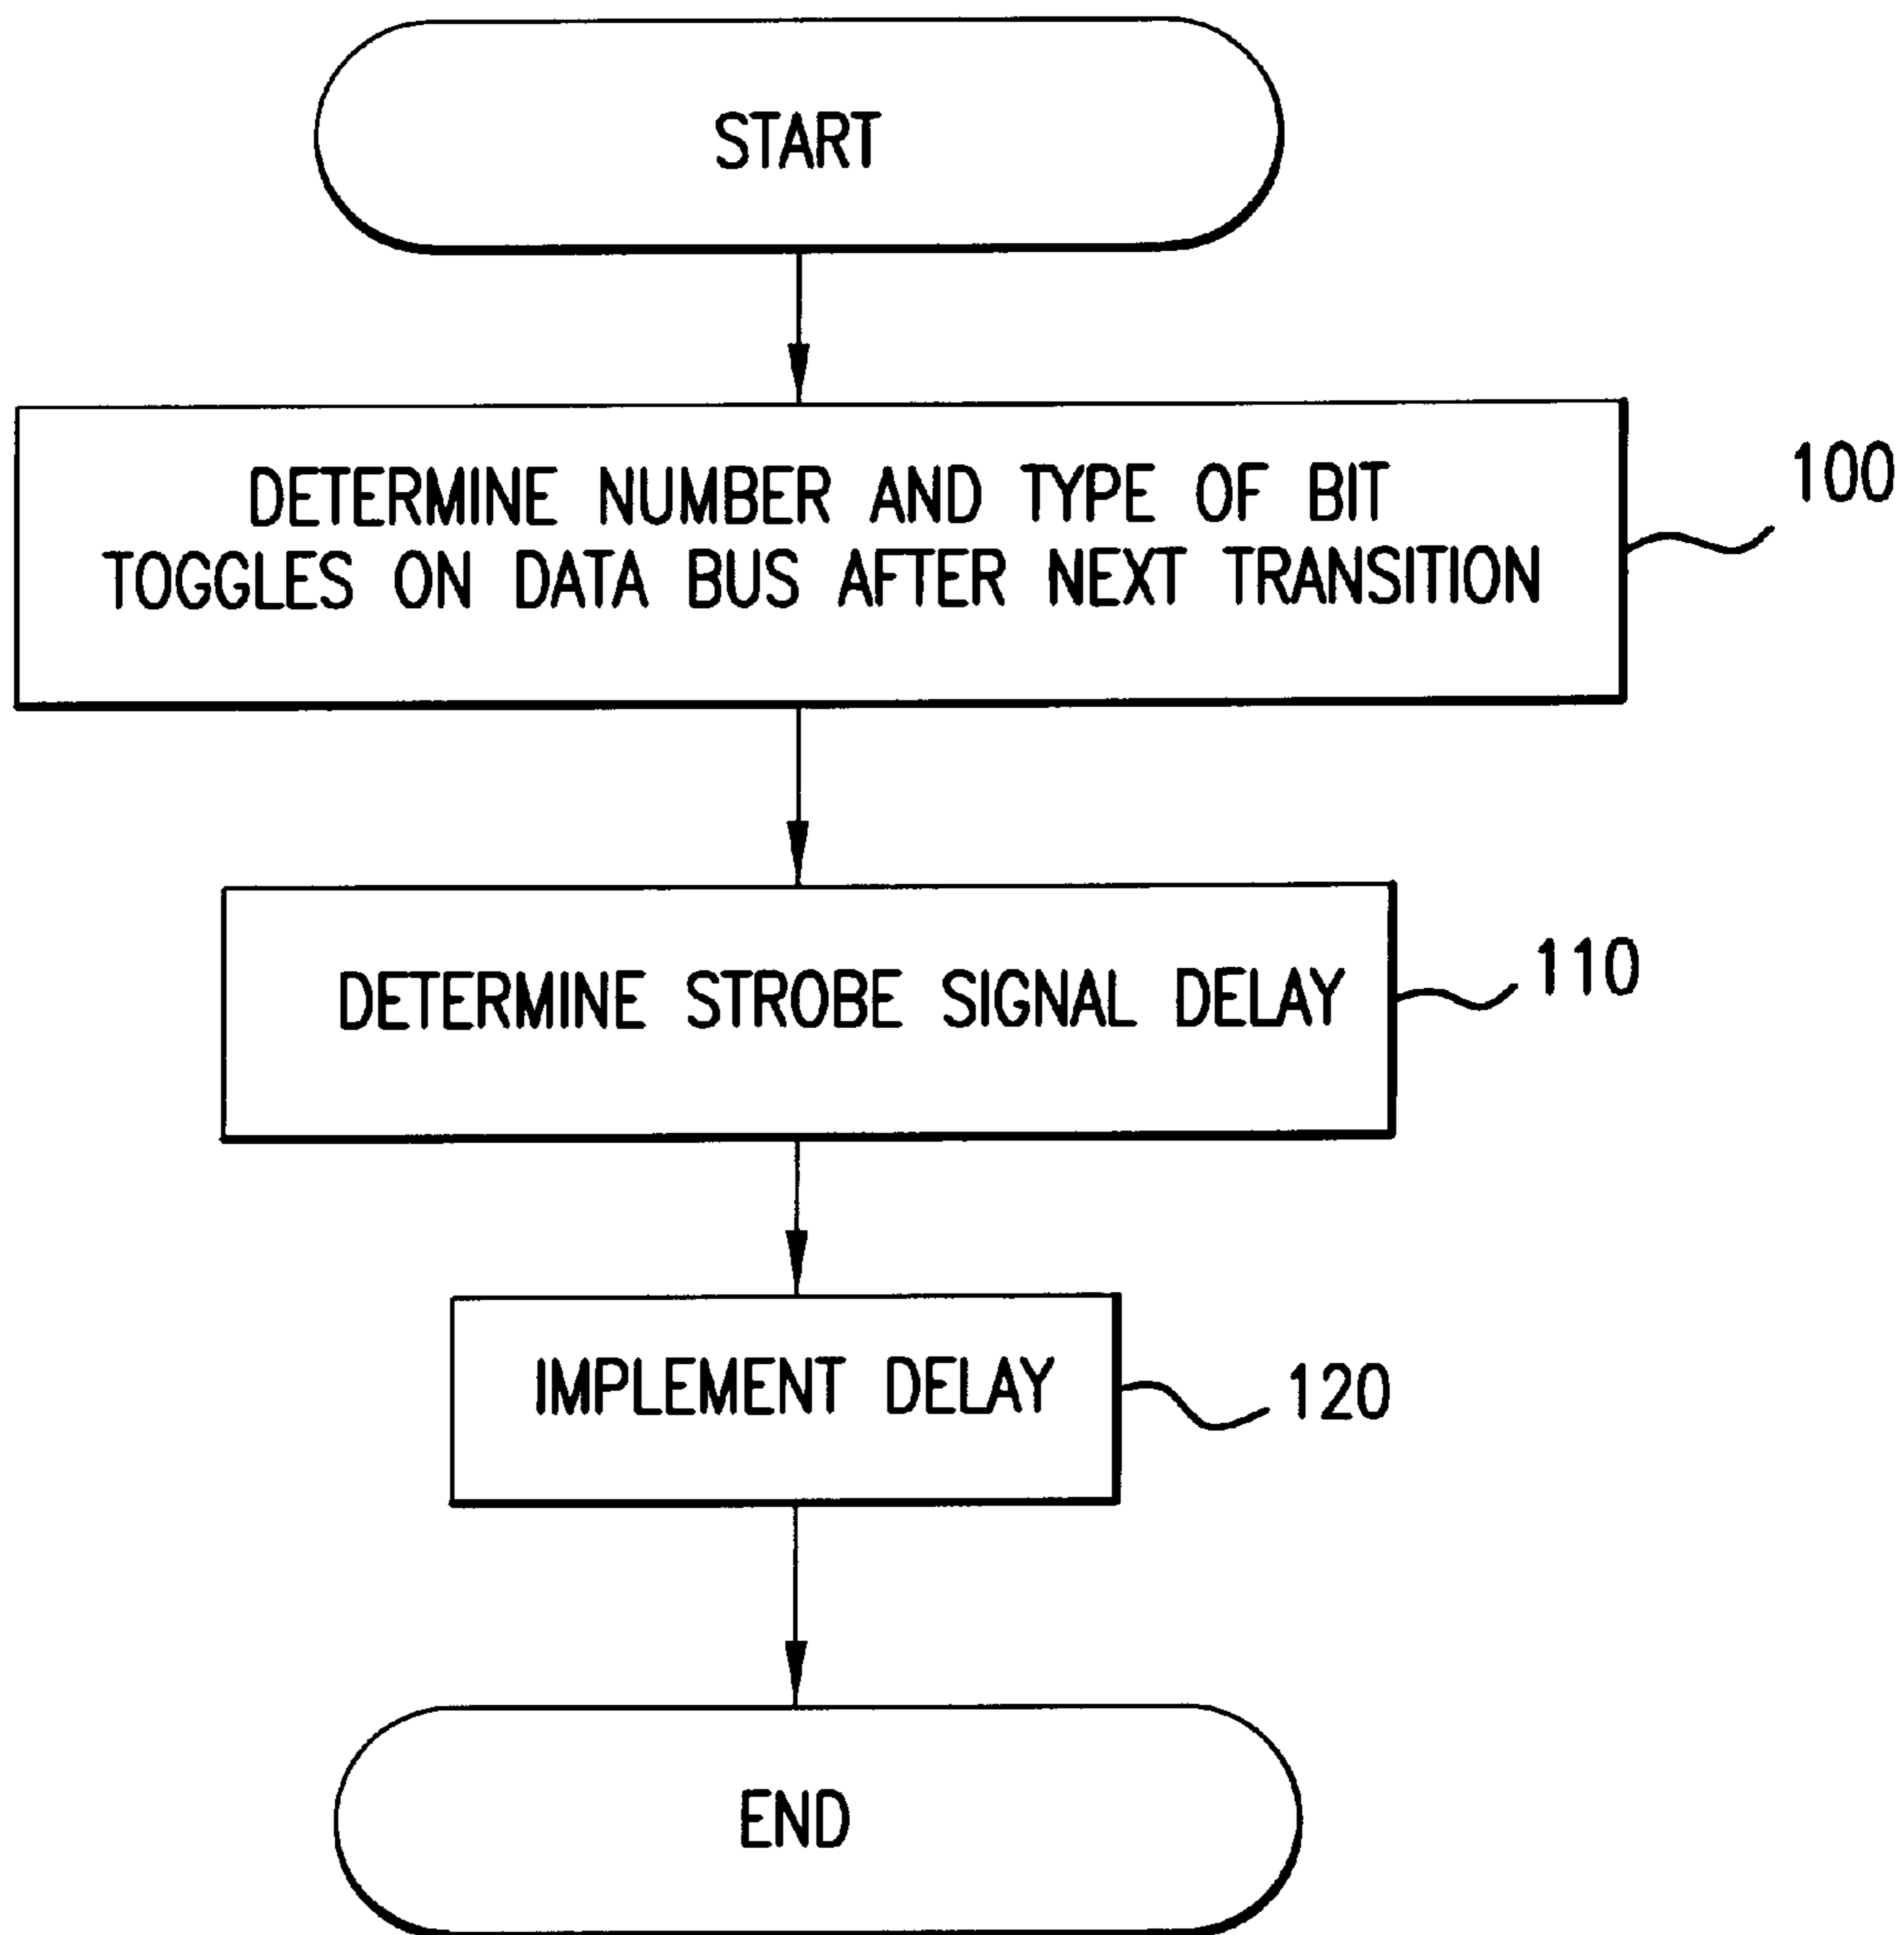 START
DETERMINE NUMBER AND TYPE OF BIT
TOGGLES ON DATA BUS AFTER NEXT TRANSITION
100
DETERMINE STROBE SIGNAL DELAY
110
IMPLEMENT DELAY
120
END